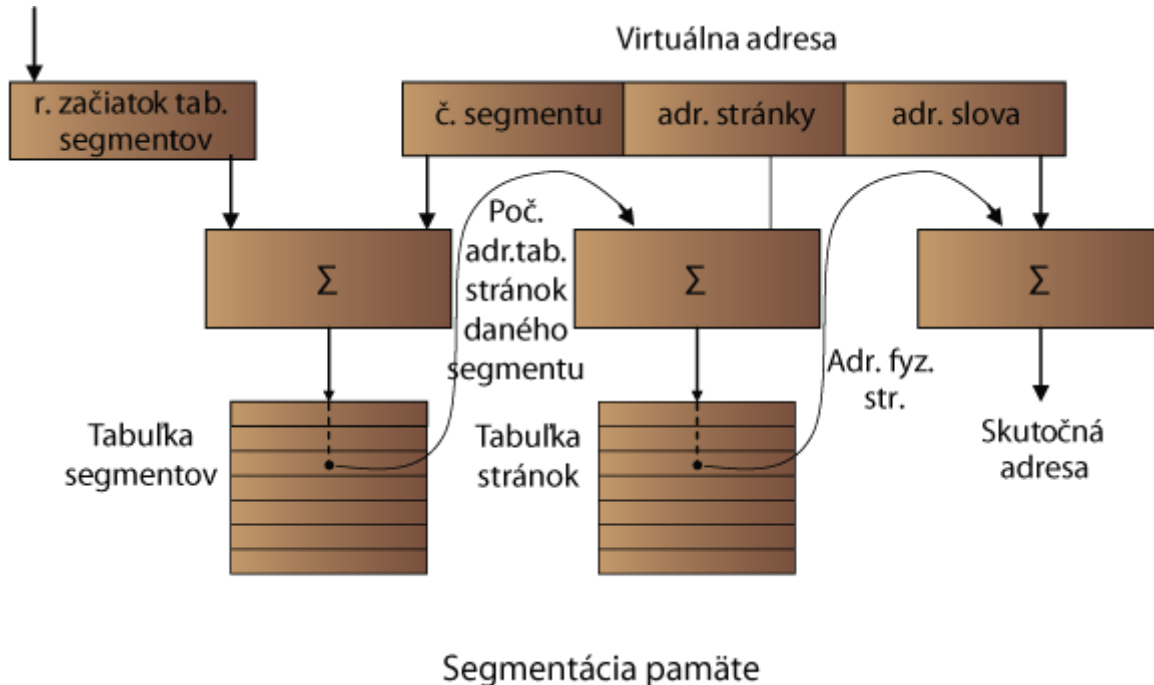 Virtuálna adresa
r. začiatok tab.
segmentov
č. segmentu
adr. stránky
adr. slova
Σ
Poč.
adr.tab.
stránok
daného
segmentu
Σ
Adr. fyz.
str.
Σ
Tabuľka
segmentov
Tabuľka
stránok
Skutočná
adresa
Segmentácia pamäte